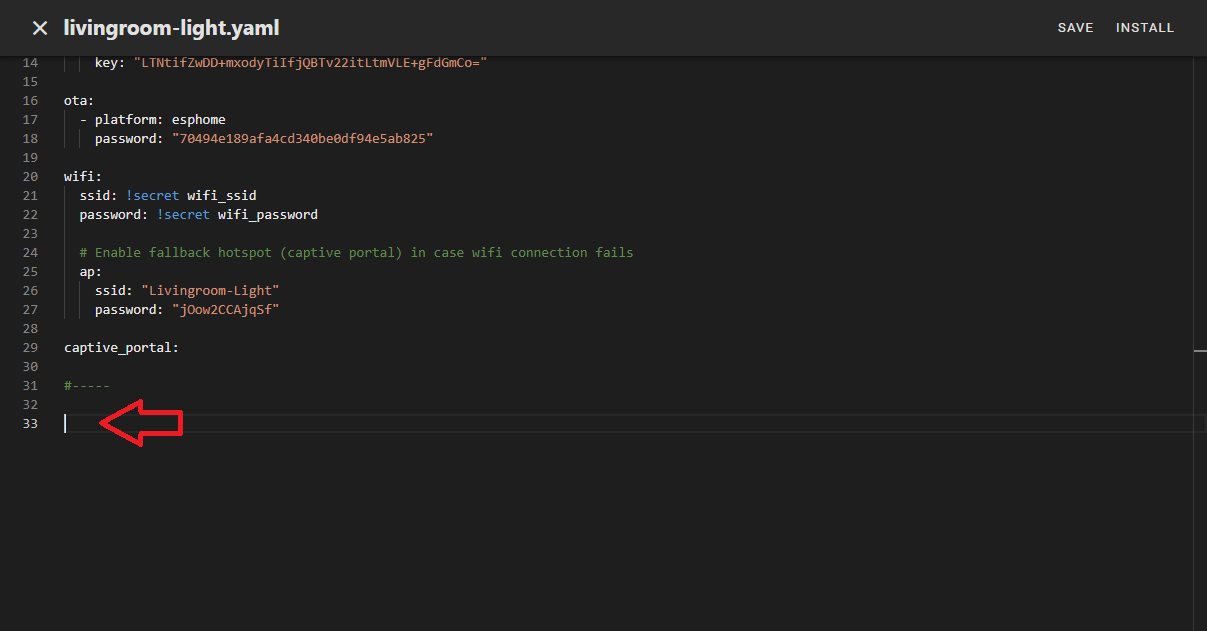 livingroom-light.yaml
SAVE INSTALL
14 key: "LTNtifZwDD+mxodyTiIfjQBTv22itLtmVLE+gFdGmCo="
15
16 ota:
17 - platform: esphome
18 password: "70494e189afa4cd340be0df94e5ab825"
19
20 wifi:
21 ssid: !secret wifi_ssid
22 password: !secret wifi_password
23
24 # Enable fallback hotspot (captive portal) in case wifi connection fails
25 ap:
26 ssid: "Livingroom-Light"
27 password: "jOow2CCAjqSf"
28
29 captive_portal:
30
31 #-----
32
33